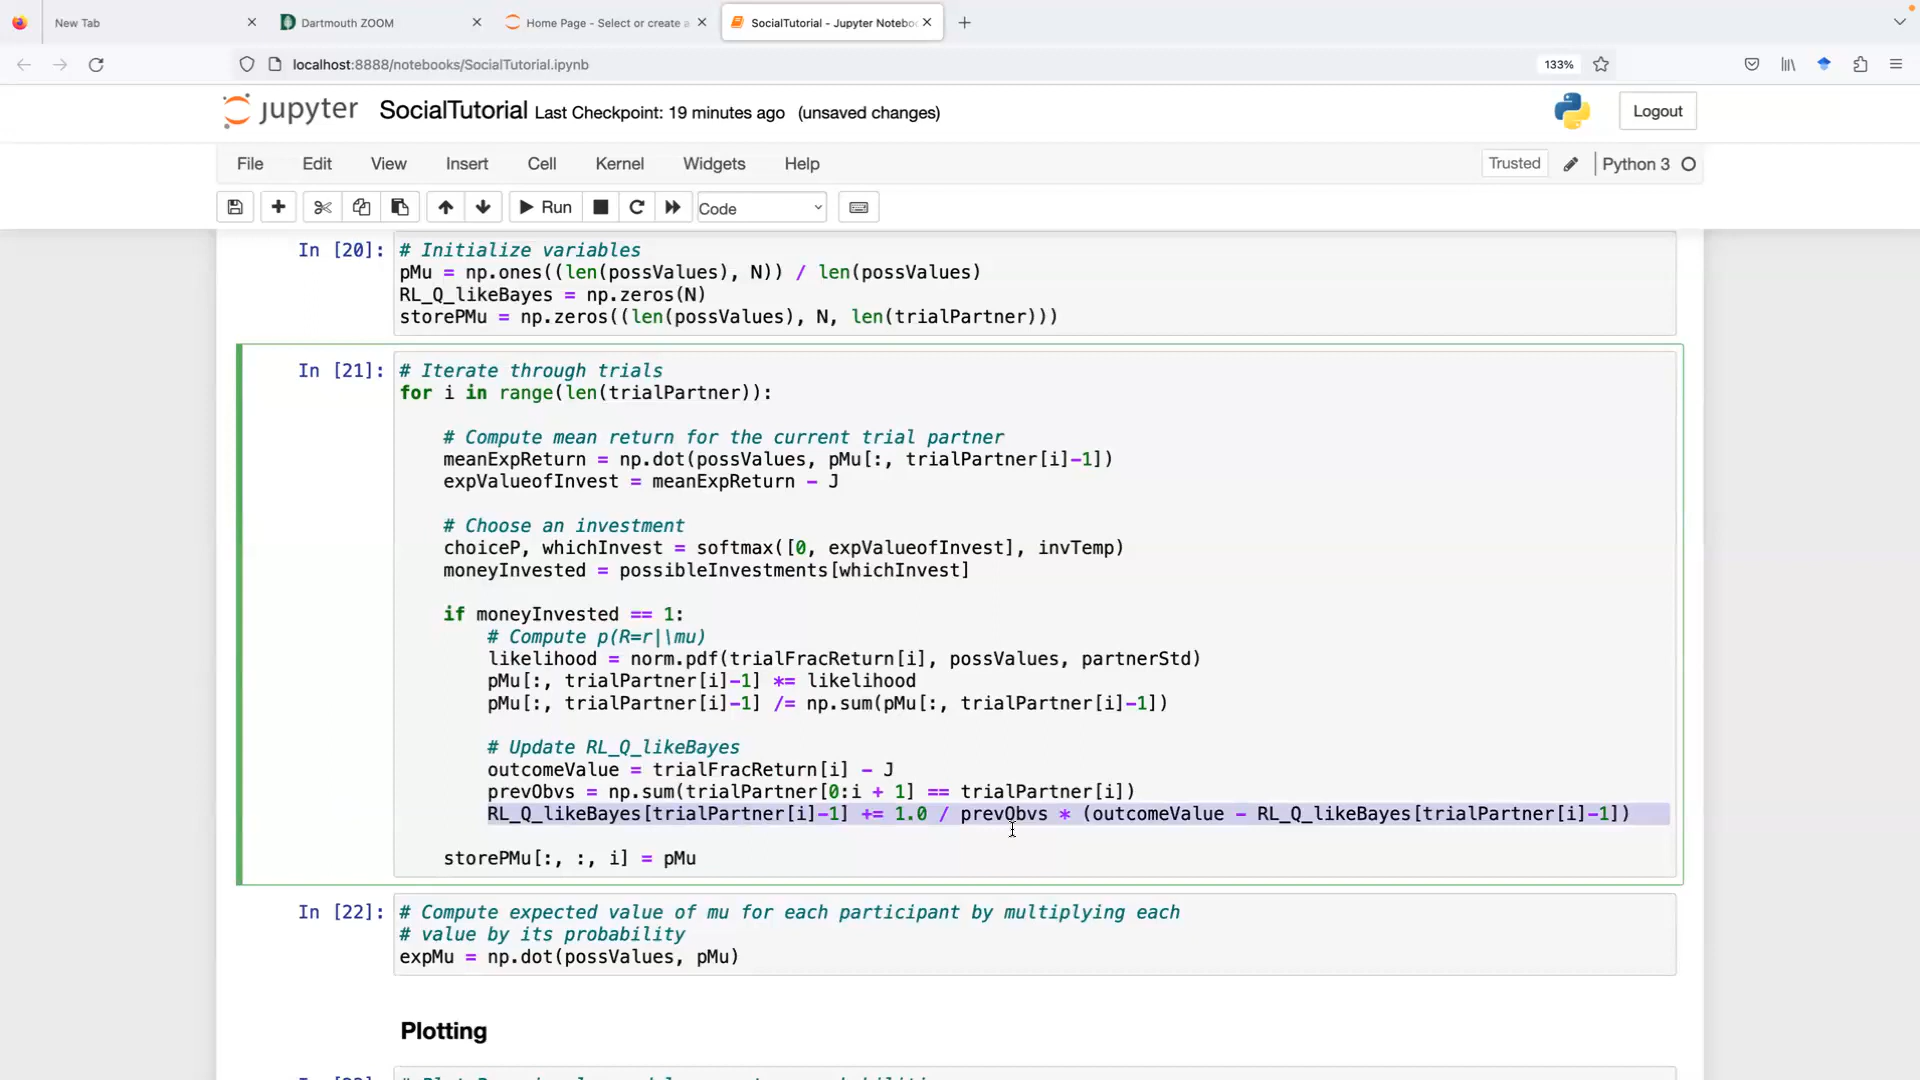 New Tab
Dartmouth ZOOM
Home Page - Select or create a
SocialTutorial - Jupyter Notebo
localhost:8888/notebooks/SocialTutorial.ipynb
133%
jupyter SocialTutorial Last Checkpoint: 19 minutes ago (unsaved changes)
Logout
File Edit View Insert Cell Kernel Widgets Help
Trusted
Python 3
Run
Code
In [20]: # Initialize variables
pMu = np.ones((len(possValues), N)) / len(possValues)
RL_Q_likeBayes = np.zeros(N)
storePMu = np.zeros((len(possValues), N, len(trialPartner)))
In [21]: # Iterate through trials
for i in range(len(trialPartner)):
# Compute mean return for the current trial partner
meanExpReturn = np.dot(possValues, pMu[:, trialPartner[i]-1])
expValueofInvest = meanExpReturn - J
# Choose an investment
choiceP, whichInvest = softmax([0, expValueofInvest], invTemp)
moneyInvested = possibleInvestments[whichInvest]
if moneyInvested == 1:
# Compute p(R=r|\mu)
likelihood = norm.pdf(trialFracReturn[i], possValues, partnerStd)
pMu[:, trialPartner[i]-1] *= likelihood
pMu[:, trialPartner[i]-1] /= np.sum(pMu[:, trialPartner[i]-1])
# Update RL_Q_likeBayes
outcomeValue = trialFracReturn[i] - J
prevObvs = np.sum(trialPartner[0:i + 1] == trialPartner[i])
RL_Q_likeBayes[trialPartner[i]-1] += 1.0 / prevObvs * (outcomeValue - RL_Q_likeBayes[trialPartner[i]-1])
storePMu[:, :, i] = pMu
In [22]: # Compute expected value of mu for each participant by multiplying each
# value by its probability
expMu = np.dot(possValues, pMu)
Plotting